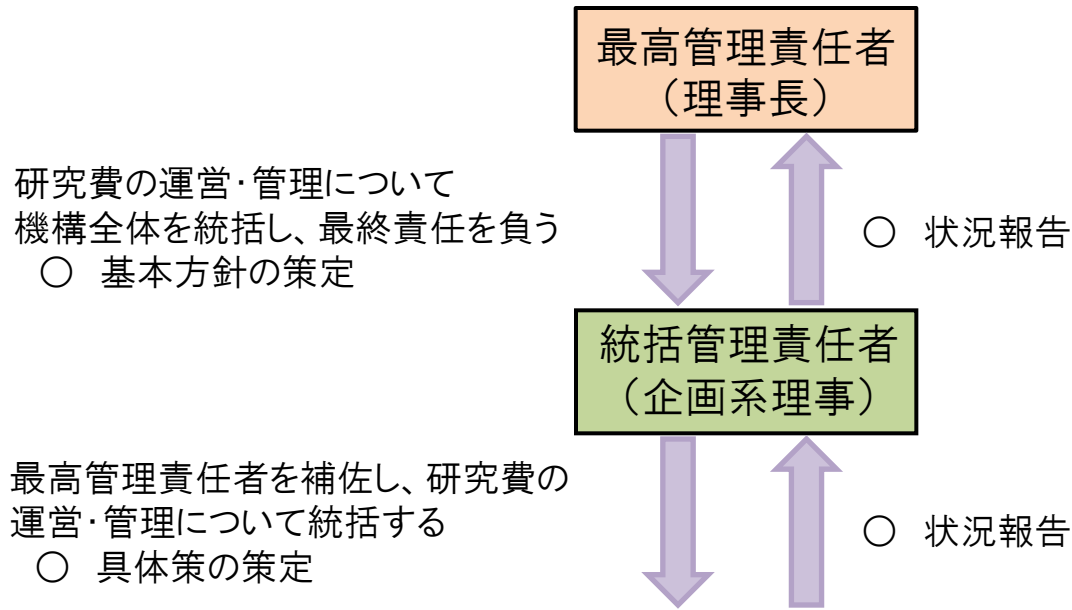 最高管理責任者
（理事長）
研究費の運営･管理について
機構全体を統括し、最終責任を負う
○　基本方針の策定
○　状況報告
統括管理責任者
（企画系理事）
最高管理責任者を補佐し、研究費の
運営･管理について統括する
○　具体策の策定
○　状況報告